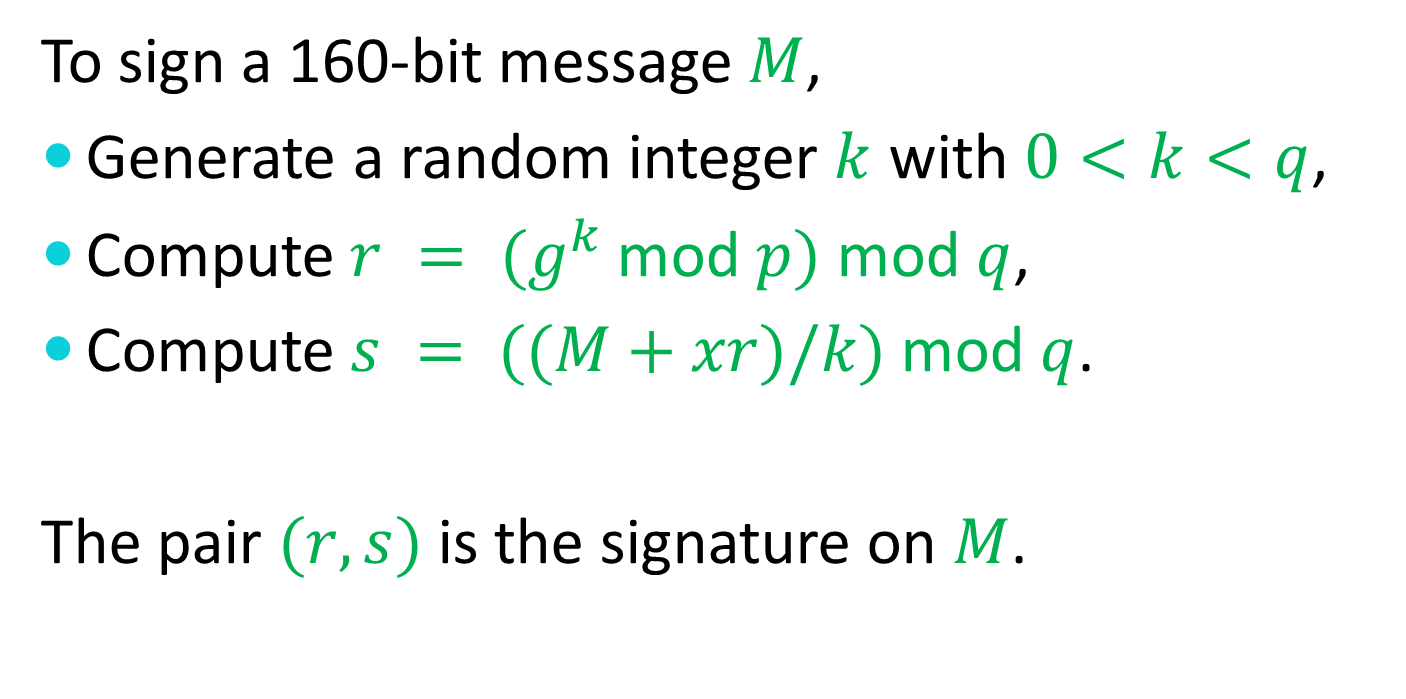 To sign a 160-bit message M,
• Generate a random integer k with 0 < k < q,
• Compute r = (g^k mod p) mod q,
• Compute s = ((M + xr)/k) mod q.
The pair (r, s) is the signature on M.